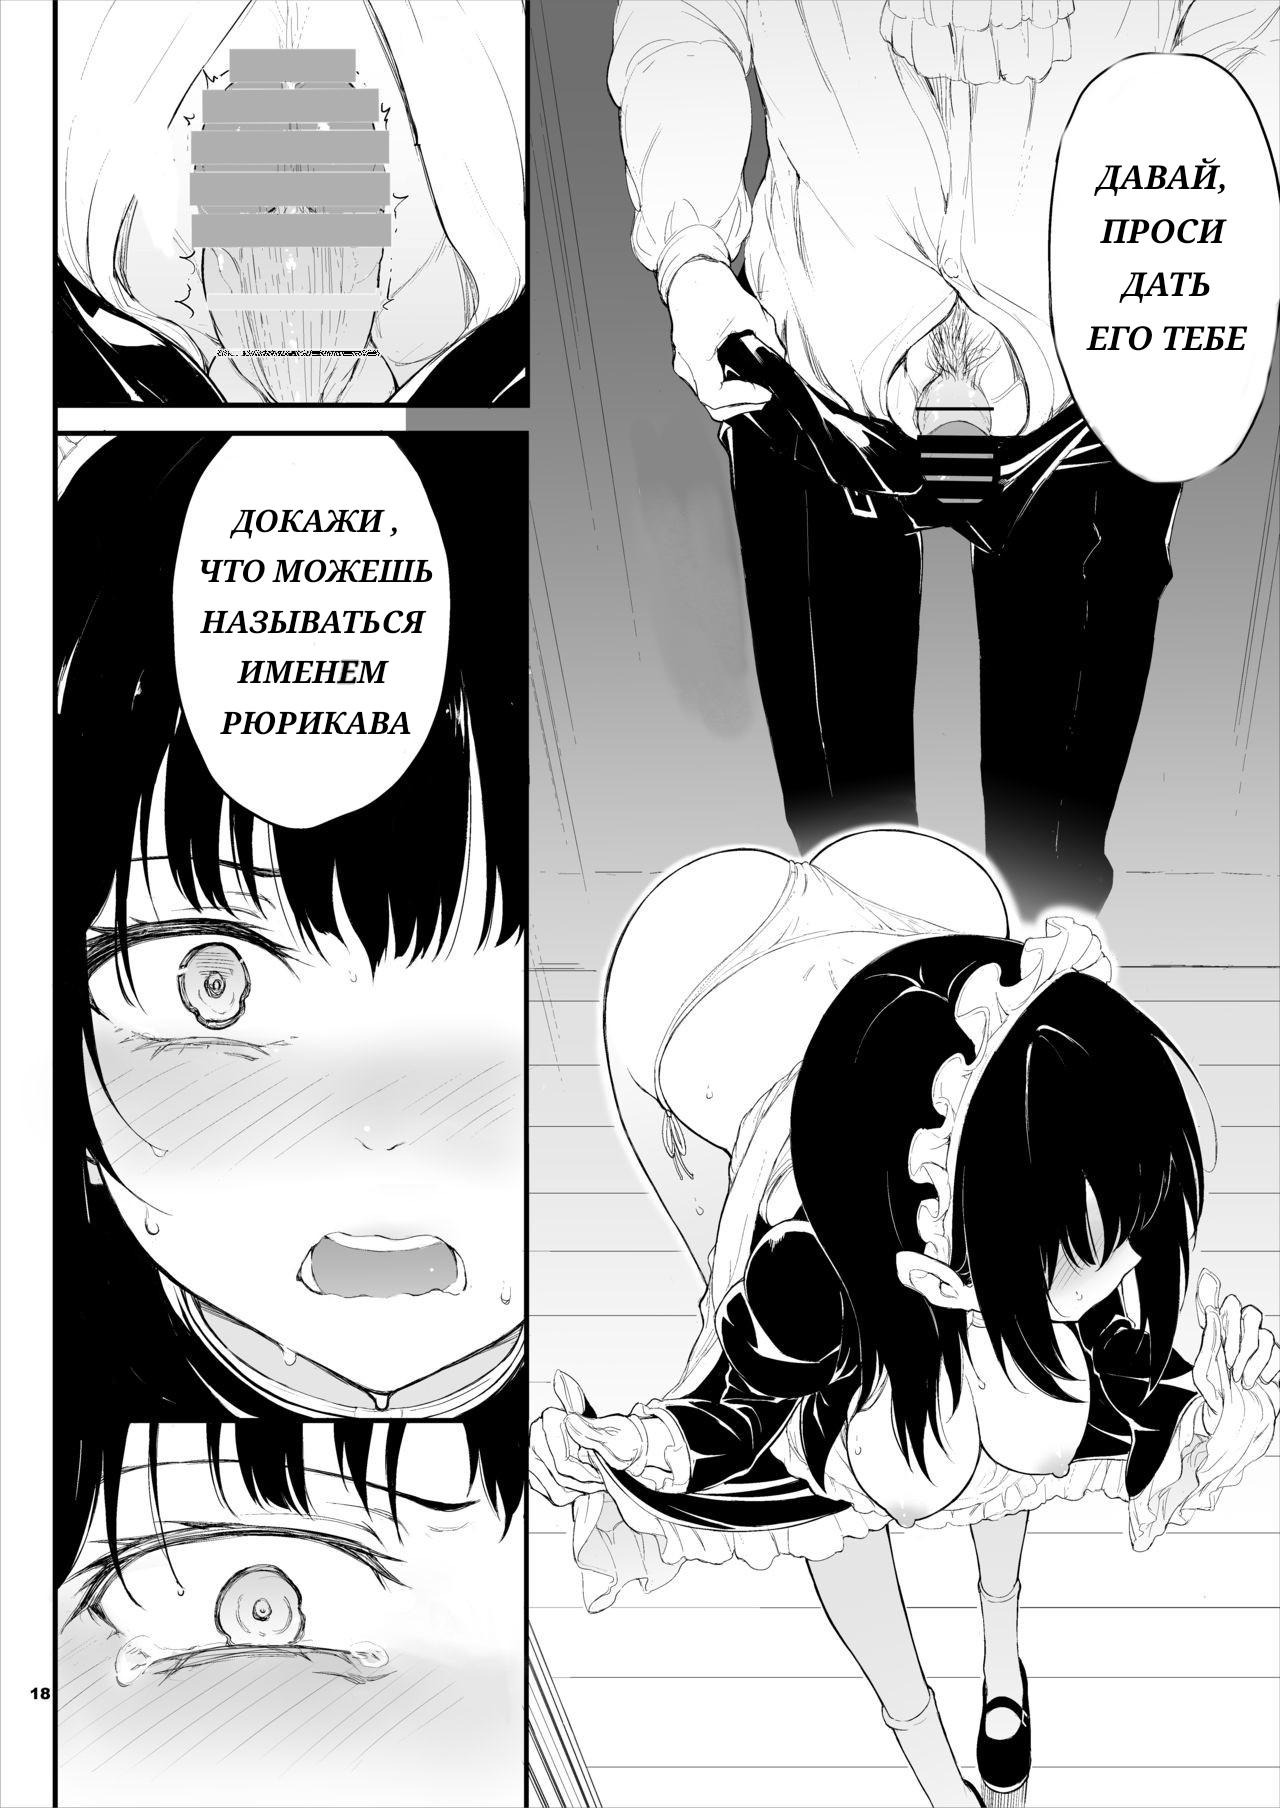 ДАВАЙ,
ПРОСИ
ДАТЬ
ЕГО ТЕБЕ
ДОКАЖИ ,
ЧТО МОЖЕШЬ
НАЗЫВАТЬСЯ
ИМЕНЕМ
РЮРИКАВА
18